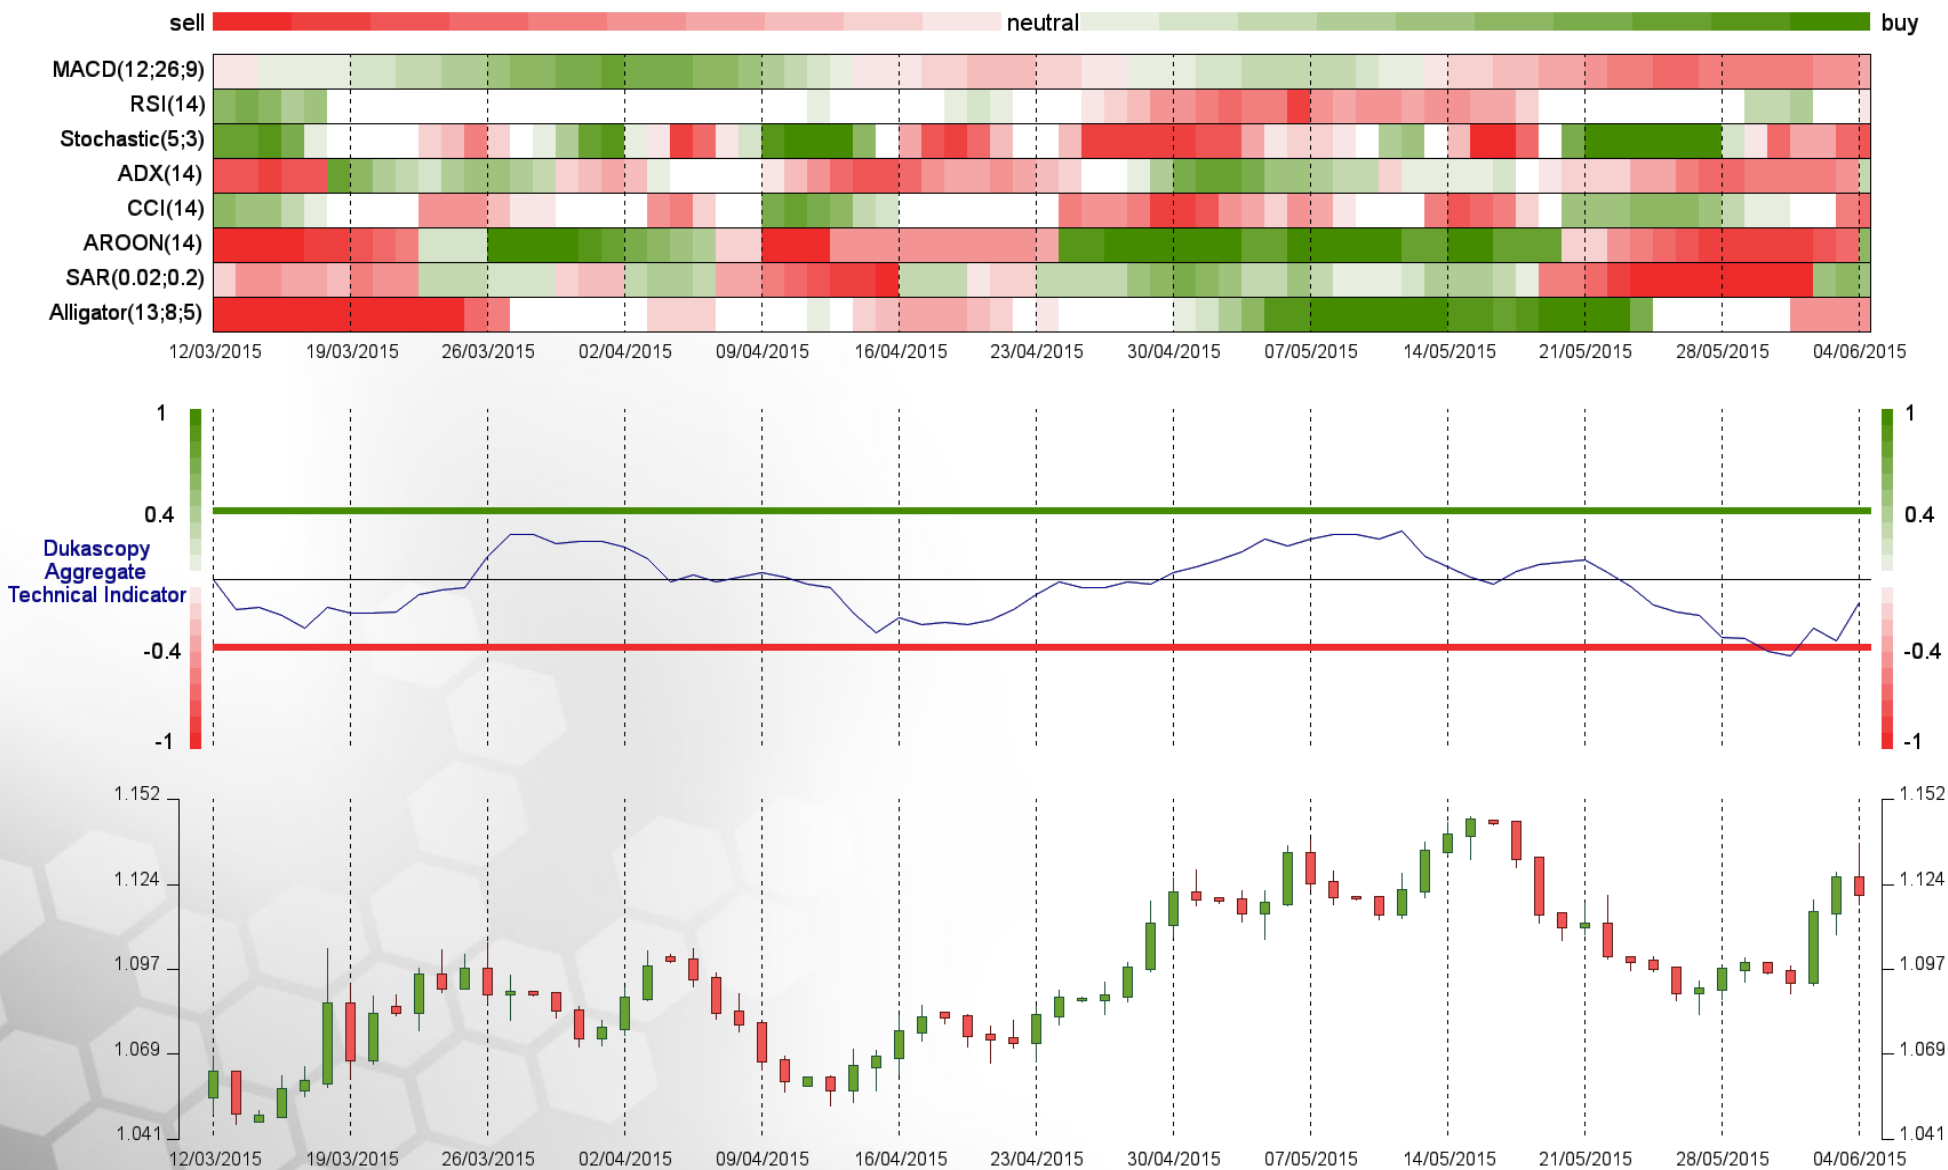 sell neutral buy
MACD(12;26;9)
RSI(14)
Stochastic(5;3)
ADX(14)
CCI(14)
AROON(14)
SAR(0.02;0.2)
Alligator(13;8;5)
12/03/2015 19/03/2015 26/03/2015 02/04/2015 09/04/2015 16/04/2015 23/04/2015 30/04/2015 07/05/2015 14/05/2015 21/05/2015 28/05/2015 04/06/2015
1 1
0.4 0.4
Dukascopy
Aggregate
Technical Indicator
-0.4 -0.4
-1 -1
1.152 1.152
1.124 1.124
1.097 1.097
1.069 1.069
1.041 1.041
12/03/2015 19/03/2015 26/03/2015 02/04/2015 09/04/2015 16/04/2015 23/04/2015 30/04/2015 07/05/2015 14/05/2015 21/05/2015 28/05/2015 04/06/2015